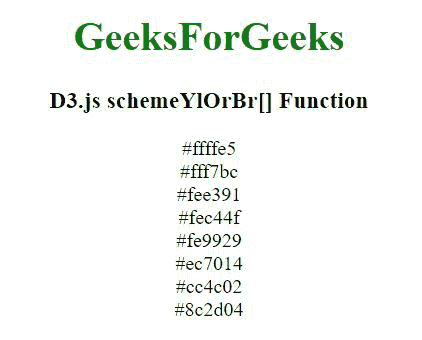 GeeksForGeeks
D3.js schemeYlOrBr[] Function
#ffffe5
#fff7bc
#fee391
#fec44f
#fe9929
#ec7014
#cc4c02
#8c2d04